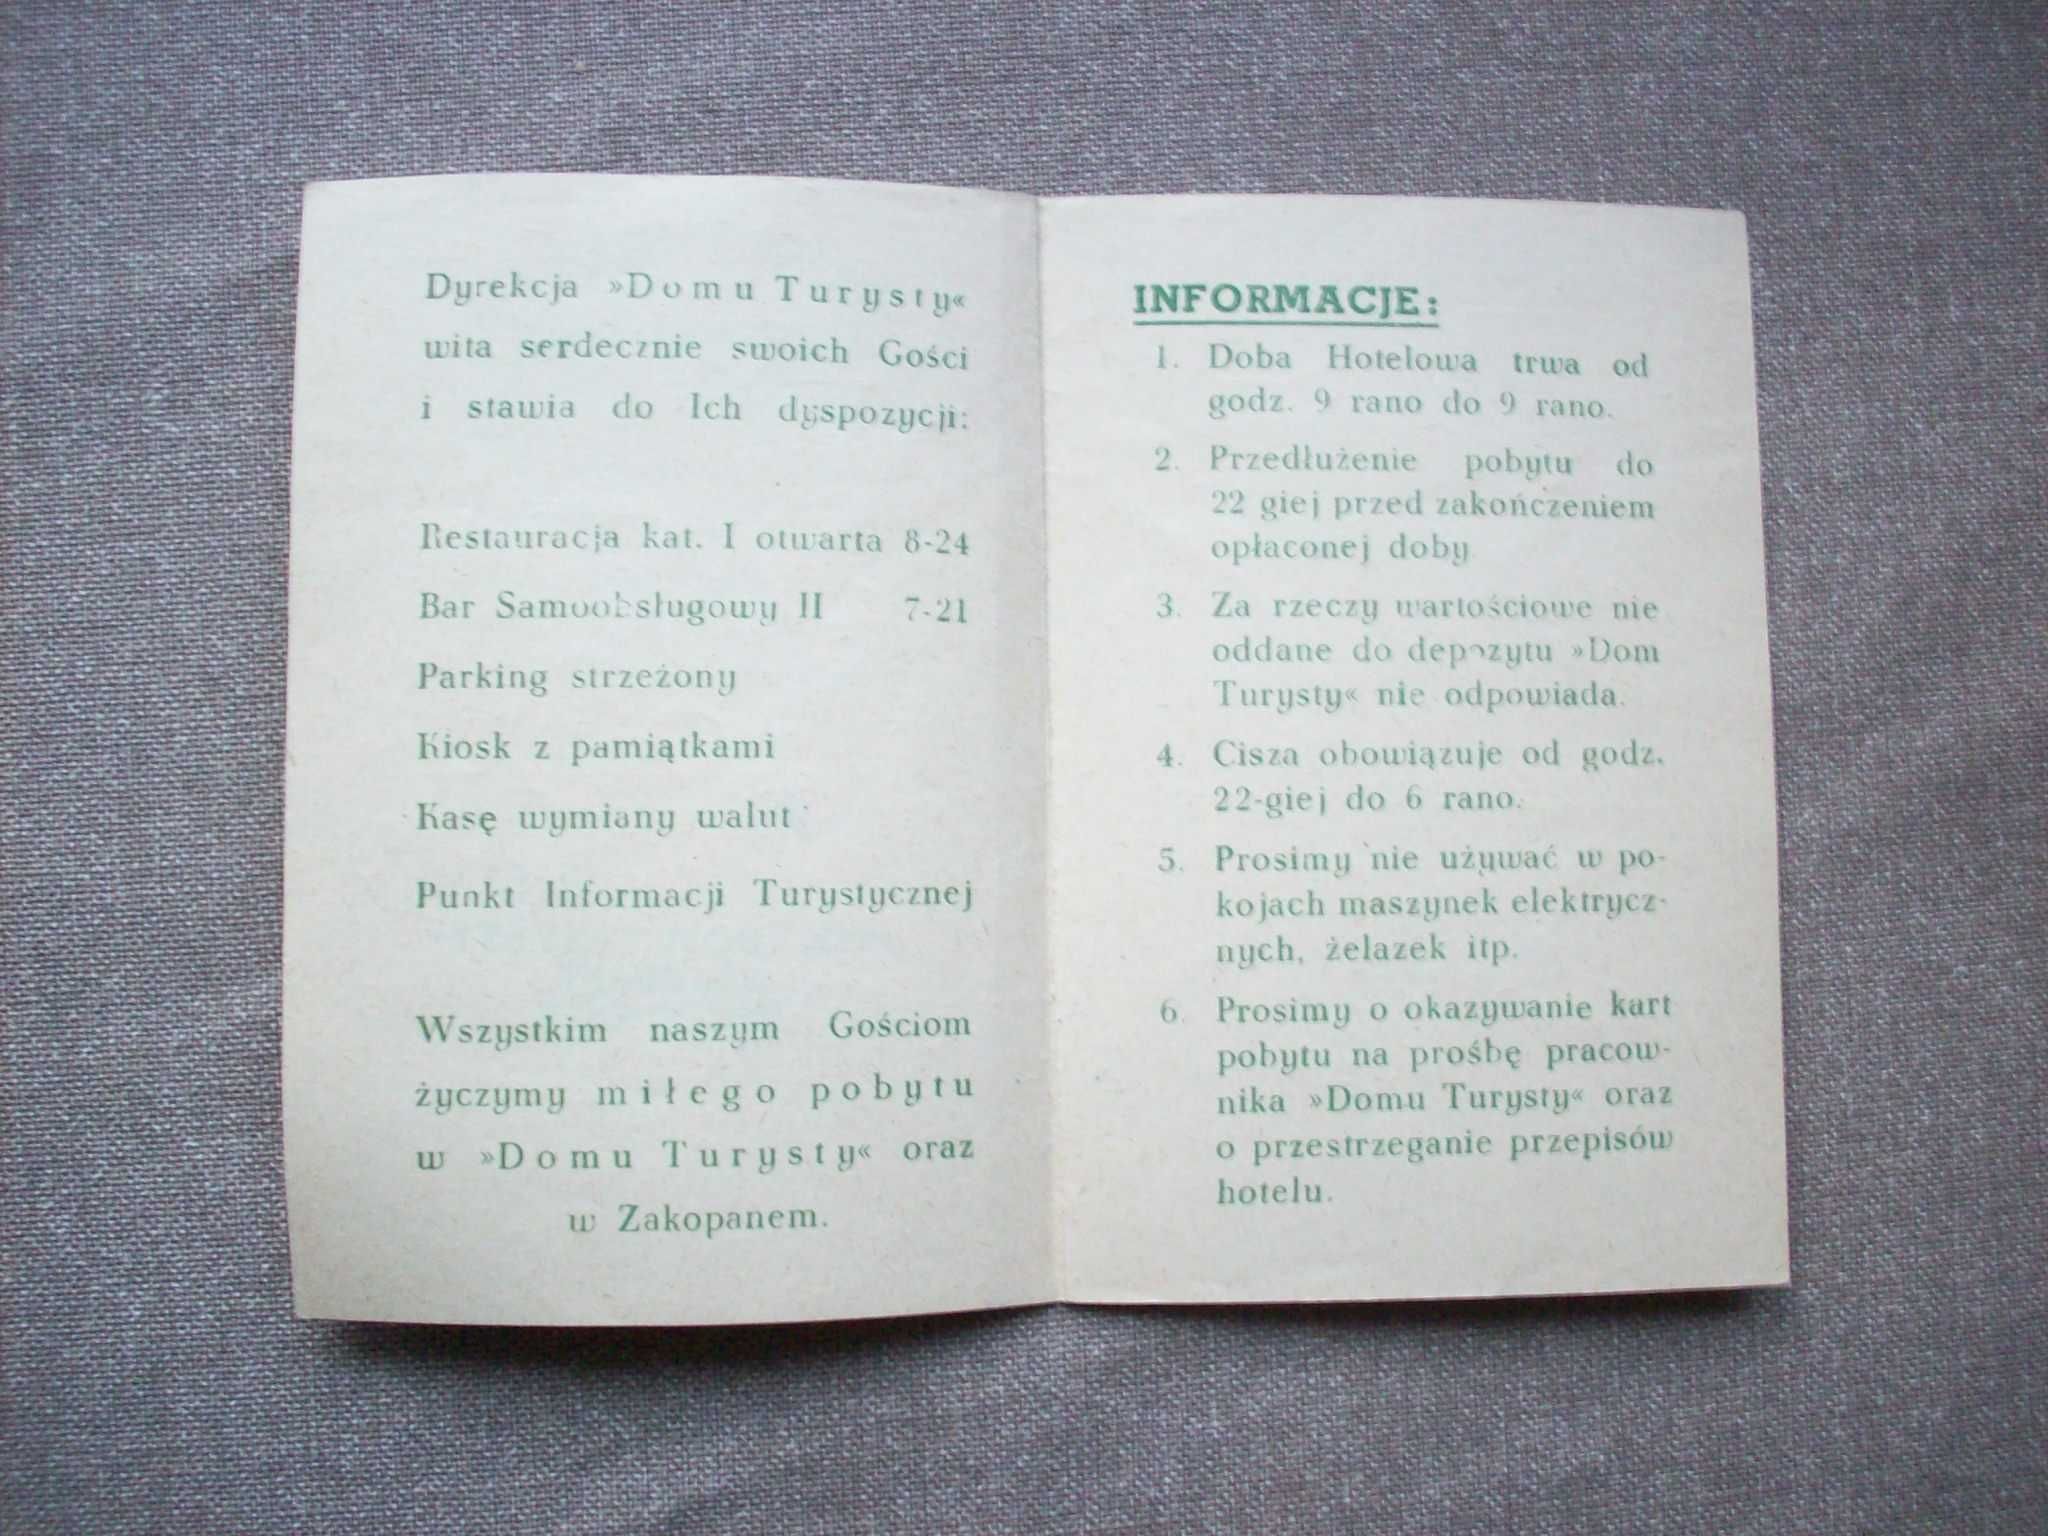 Dyrekcja »Domu Turysty«
wita serdecznie swoich Gości
i stawia do Ich dyspozycji:
Restauracja kat. I otwarta 8-24
Bar Samoobsługowy II 7-21
Parking strzeżony
Kiosk z pamiątkami
Kasę wymiany walut
Punkt Informacji Turystycznej
Wszystkim naszym Gościom
życzymy miłego pobytu
w »Domu Turysty« oraz
w Zakopanem.
INFORMACJE:
1. Doba Hotelowa trwa od
godz. 9 rano do 9 rano.
2. Przedłużenie pobytu do
22 giej przed zakończeniem
opłaconej doby
3. Za rzeczy wartościowe nie
oddane do depozytu »Dom
Turysty« nie odpowiada.
4. Cisza obowiązuje od godz.
22-giej do 6 rano.
5. Prosimy nie używać w po-
kojach maszynek elektrycz-
nych, żelazek itp.
6. Prosimy o okazywanie kart
pobytu na prośbę pracow-
nika »Domu Turysty« oraz
o przestrzeganie przepisów
hotelu.